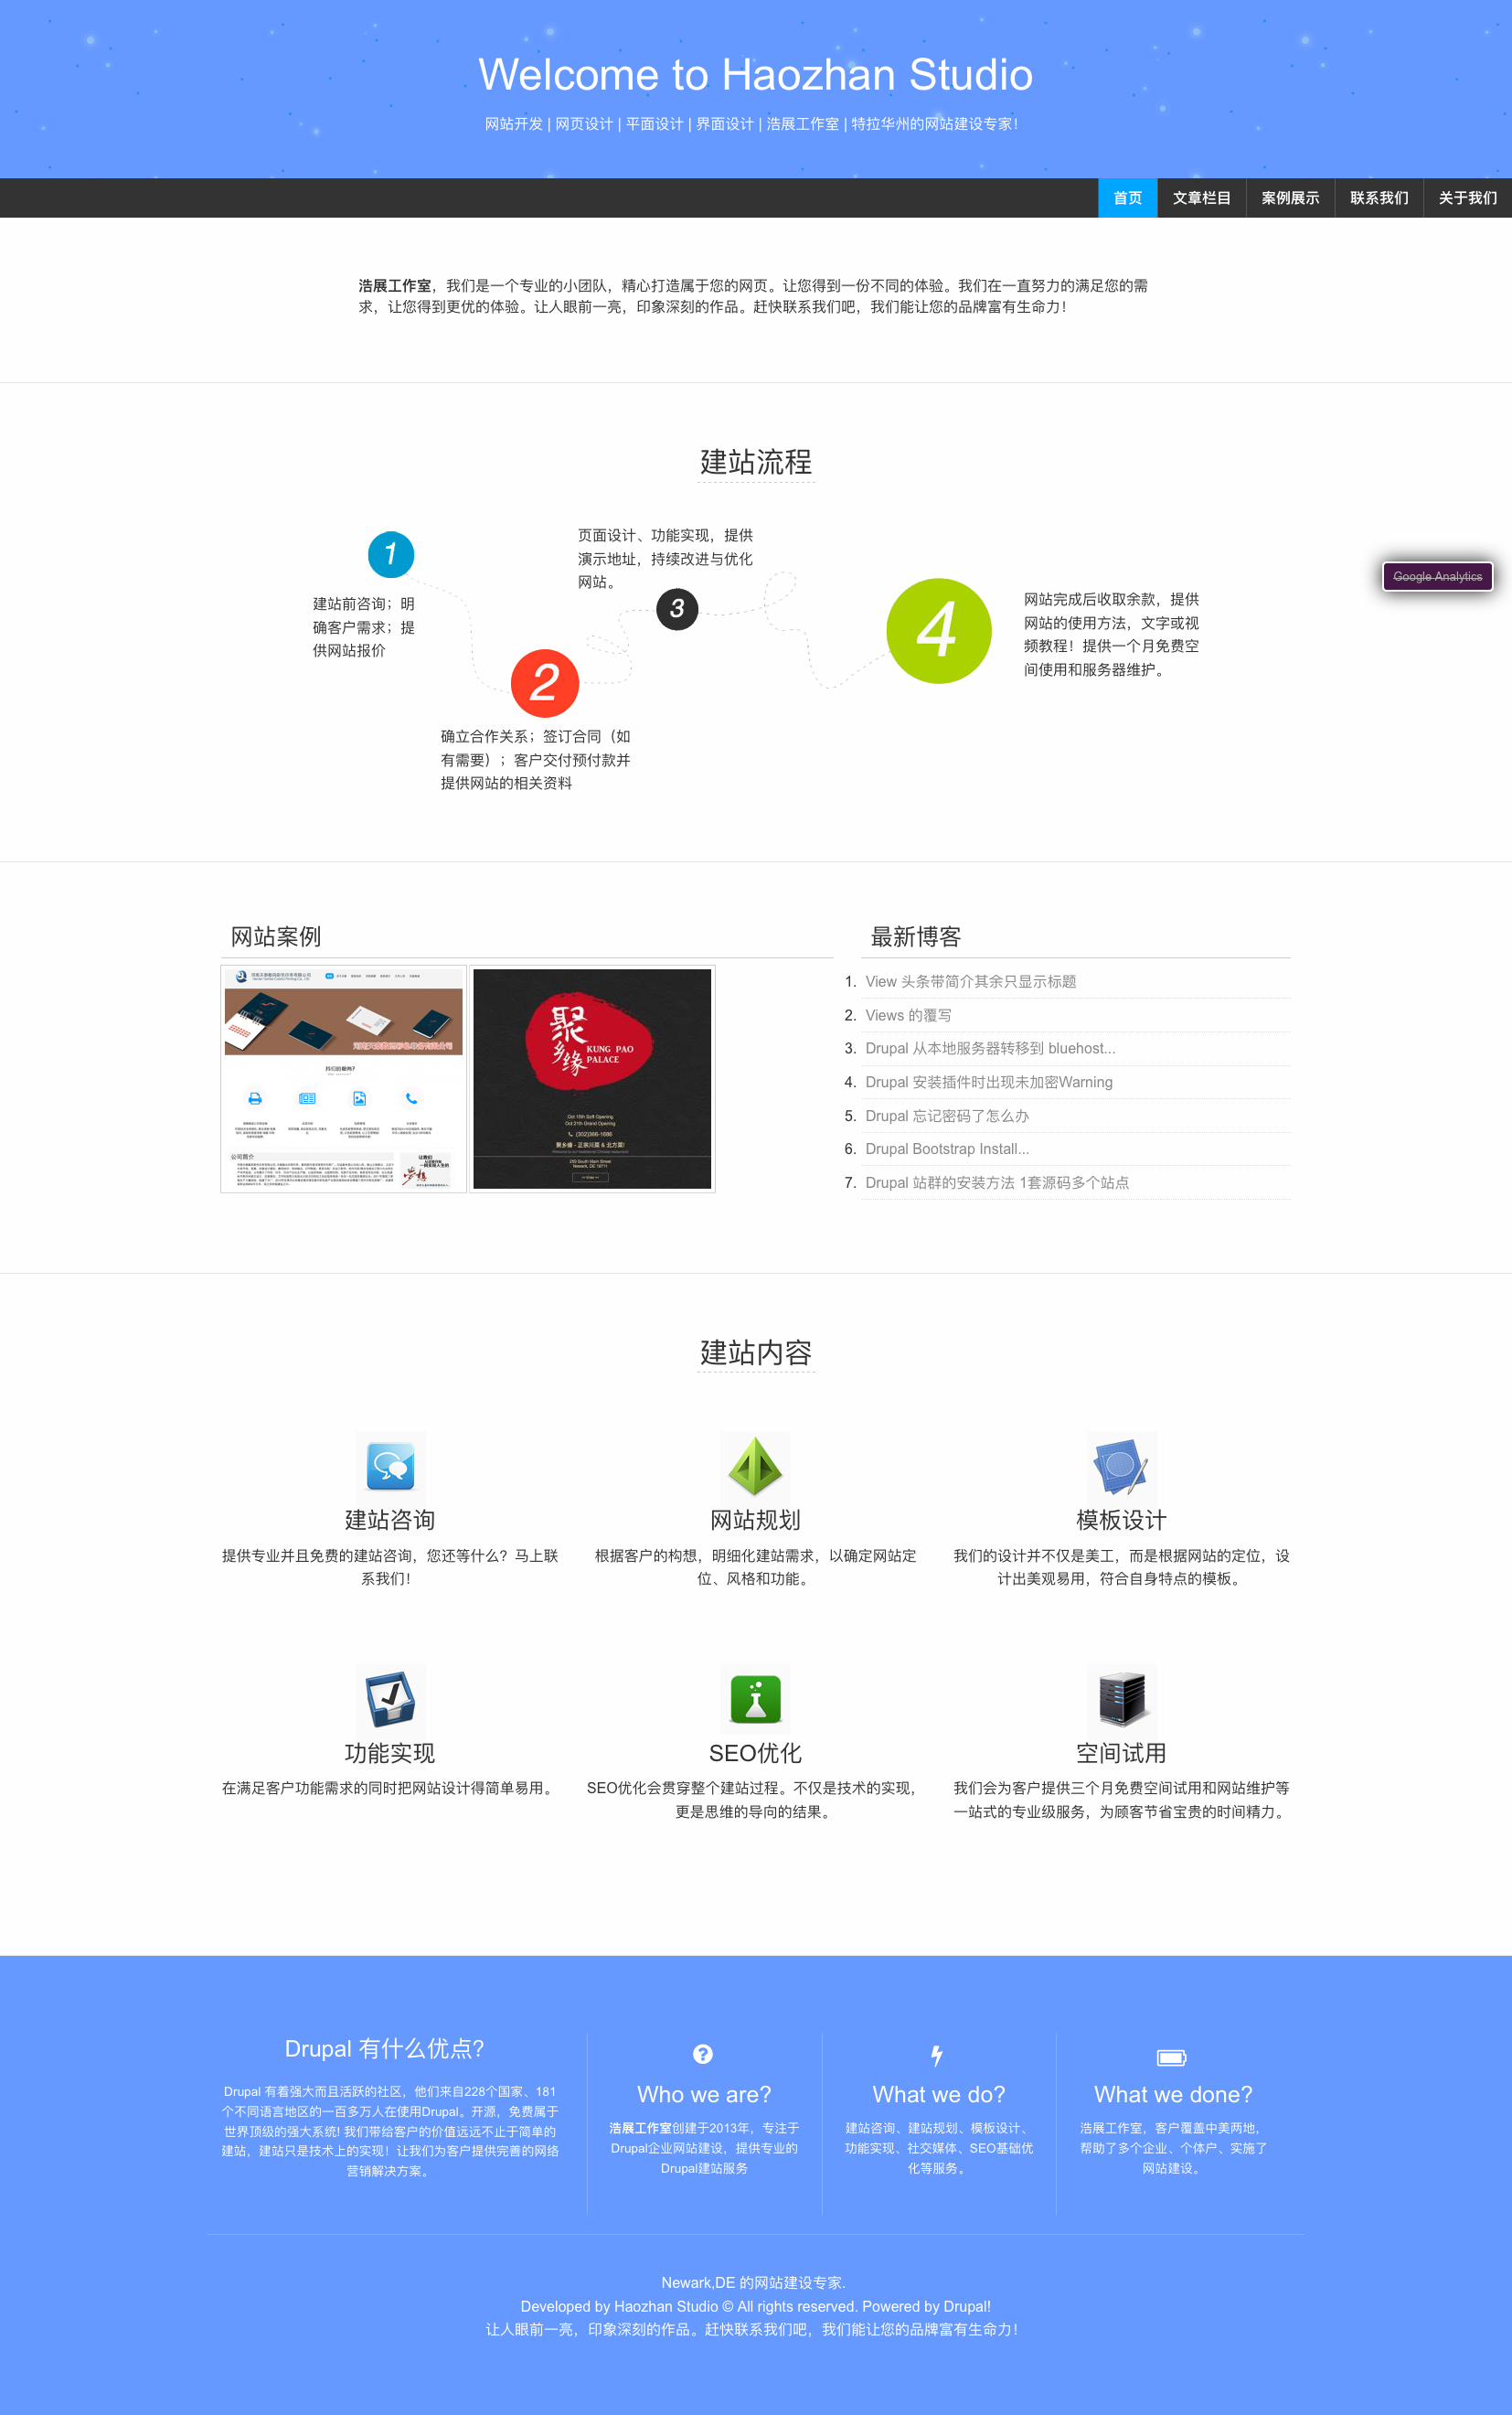 Welcome to Haozhan Studio
网站开发 | 网页设计 | 平面设计 | 界面设计 | 浩展工作室 | 特拉华州的网站建设专家！
首页
文章栏目
案例展示
联系我们
关于我们
浩展工作室，我们是一个专业的小团队，精心打造属于您的网页。让您得到一份不同的体验。我们在一直努力的满足您的需
求，让您得到更优的体验。让人眼前一亮，印象深刻的作品。赶快联系我们吧，我们能让您的品牌富有生命力！
建站流程
1
建站前咨询；明
确客户需求；提
供网站报价
2
确立合作关系；签订合同（如
有需要）；客户交付预付款并
提供网站的相关资料
页面设计、功能实现，提供
演示地址，持续改进与优化
网站。
3
4
网站完成后收取余款，提供
网站的使用方法，文字或视
频教程！提供一个月免费空
间使用和服务器维护。
Google Analytics
网站案例
公司简介
聚
乡缘
KUNG PAO
PALACE
Oct 15th Soft Opening
Oct 21th Grand Opening
(302)366-1686
聚乡缘 - 正宗川菜 & 北方菜!
259 South Main Street
Newark, DE 19711
最新博客
1. View 头条带简介其余只显示标题
2. Views 的覆写
3. Drupal 从本地服务器转移到 bluehost...
4. Drupal 安装插件时出现未加密Warning
5. Drupal 忘记密码了怎么办
6. Drupal Bootstrap Install...
7. Drupal 站群的安装方法 1套源码多个站点
建站内容
建站咨询
提供专业并且免费的建站咨询，您还等什么？马上联
系我们！
网站规划
根据客户的构想，明细化建站需求，以确定网站定
位、风格和功能。
模板设计
我们的设计并不仅是美工，而是根据网站的定位，设
计出美观易用，符合自身特点的模板。
功能实现
在满足客户功能需求的同时把网站设计得简单易用。
SEO优化
SEO优化会贯穿整个建站过程。不仅是技术的实现，
更是思维的导向的结果。
空间试用
我们会为客户提供三个月免费空间试用和网站维护等
一站式的专业级服务，为顾客节省宝贵的时间精力。
Drupal 有什么优点?
Drupal 有着强大而且活跃的社区，他们来自228个国家、181
个不同语言地区的一百多万人在使用Drupal。开源，免费属于
世界顶级的强大系统! 我们带给客户的价值远远不止于简单的
建站，建站只是技术上的实现！让我们为客户提供完善的网络
营销解决方案。
Who we are?
浩展工作室创建于2013年，专注于
Drupal企业网站建设，提供专业的
Drupal建站服务
What we do?
建站咨询、建站规划、模板设计、
功能实现、社交媒体、SEO基础优
化等服务。
What we done?
浩展工作室，客户覆盖中美两地，
帮助了多个企业、个体户、实施了
网站建设。
Newark,DE 的网站建设专家.
Developed by Haozhan Studio © All rights reserved. Powered by Drupal!
让人眼前一亮，印象深刻的作品。赶快联系我们吧，我们能让您的品牌富有生命力！